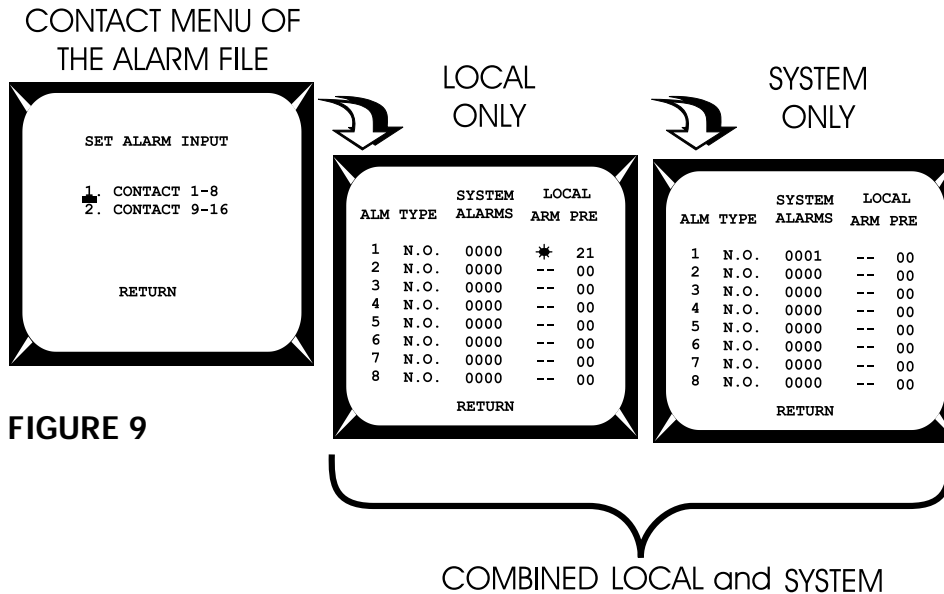 CONTACT MENU OF
THE ALARM FILE
SET ALARM INPUT
1. CONTACT 1-8
2. CONTACT 9-16
RETURN
FIGURE 9
LOCAL
ONLY
SYSTEM LOCAL
ALM TYPE ALARMS ARM PRE
1 N.O. 0000 ✷ 21
2 N.O. 0000 -- 00
3 N.O. 0000 -- 00
4 N.O. 0000 -- 00
5 N.O. 0000 -- 00
6 N.O. 0000 -- 00
7 N.O. 0000 -- 00
8 N.O. 0000 -- 00
RETURN
SYSTEM
ONLY
SYSTEM LOCAL
ALM TYPE ALARMS ARM PRE
1 N.O. 0001 -- 00
2 N.O. 0000 -- 00
3 N.O. 0000 -- 00
4 N.O. 0000 -- 00
5 N.O. 0000 -- 00
6 N.O. 0000 -- 00
7 N.O. 0000 -- 00
8 N.O. 0000 -- 00
RETURN
COMBINED LOCAL and SYSTEM